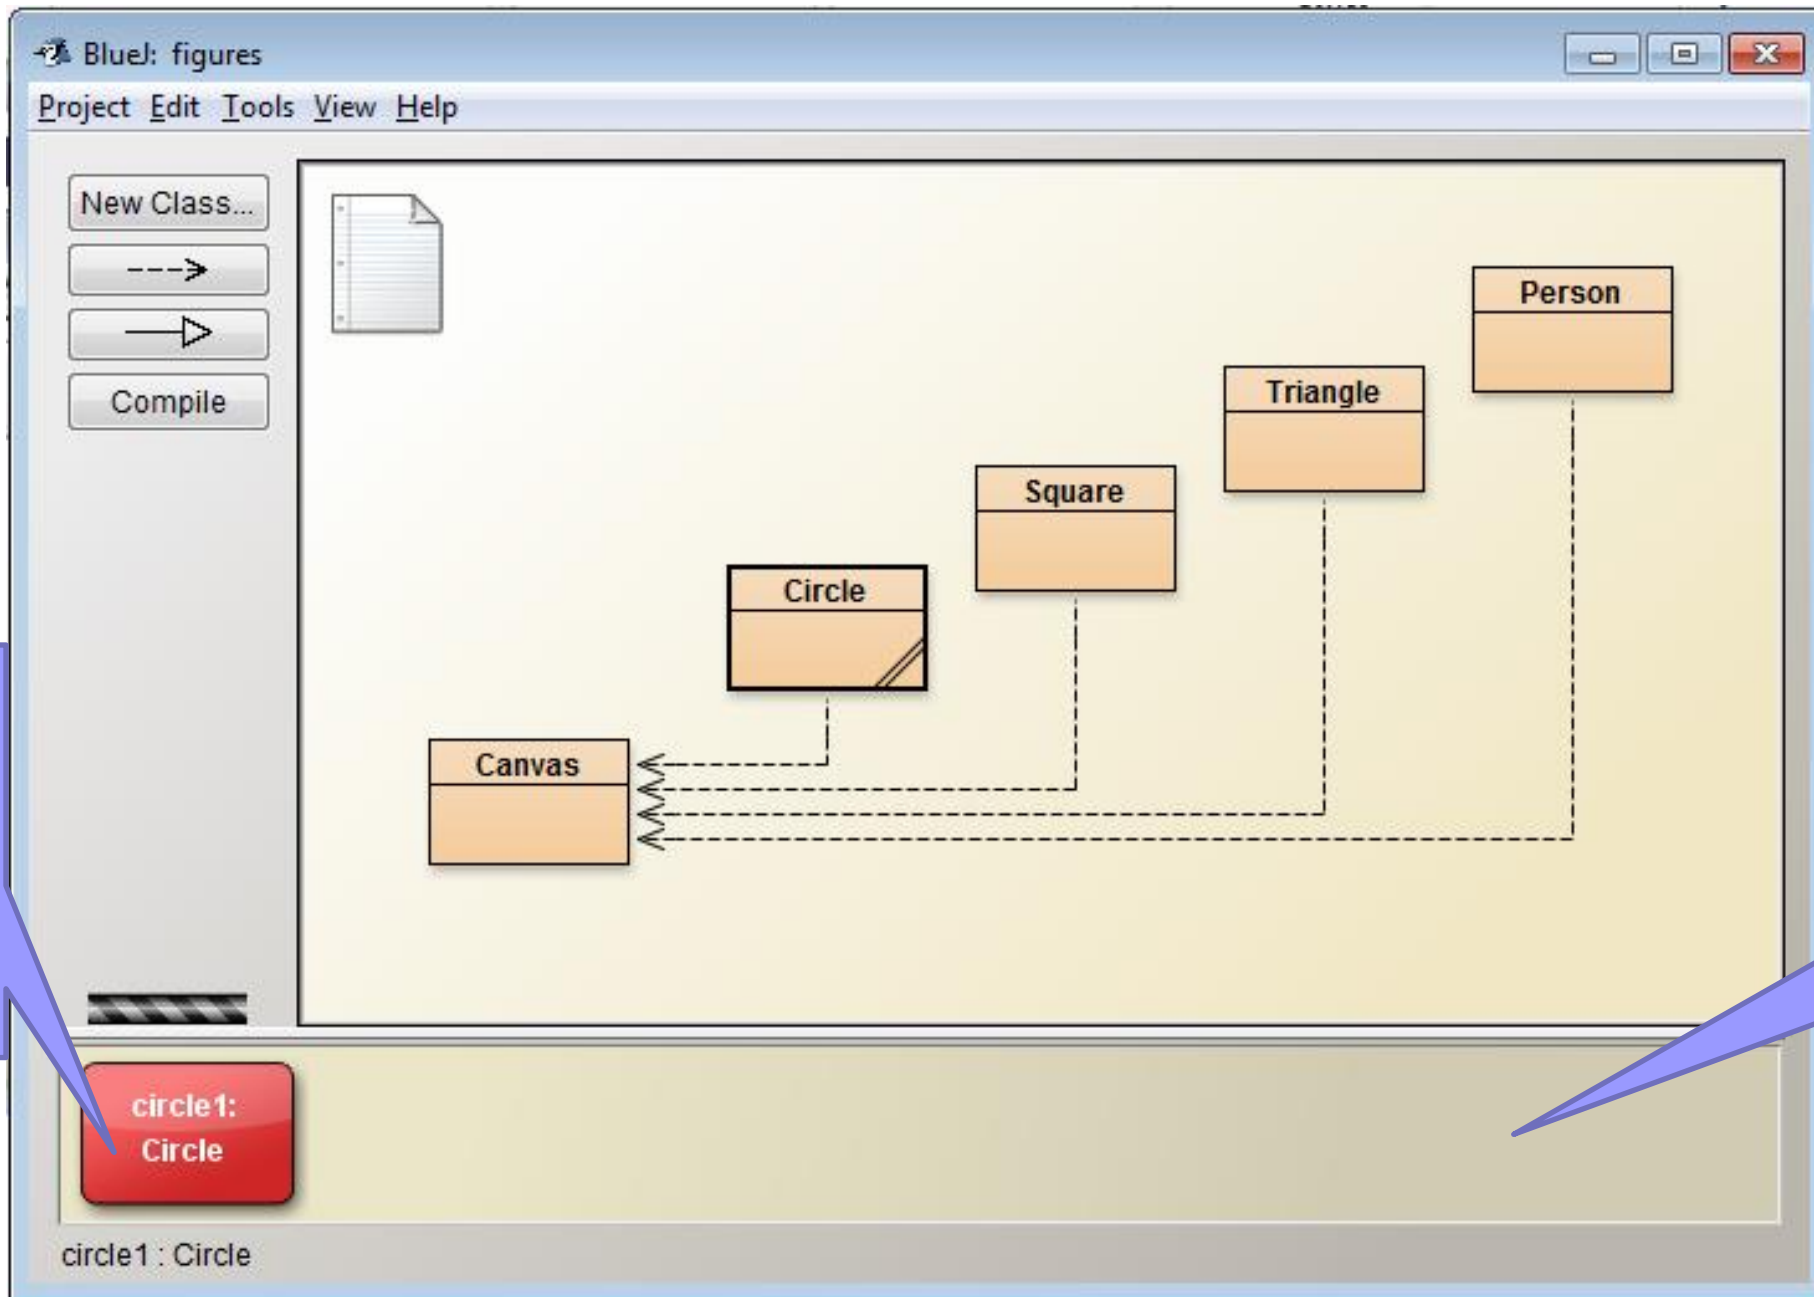 BlueJ: figures
Project Edit Tools View Help
New Class...
Compile
Person
Triangle
Square
Circle
Canvas
circle1:
Circle
circle1 : Circle